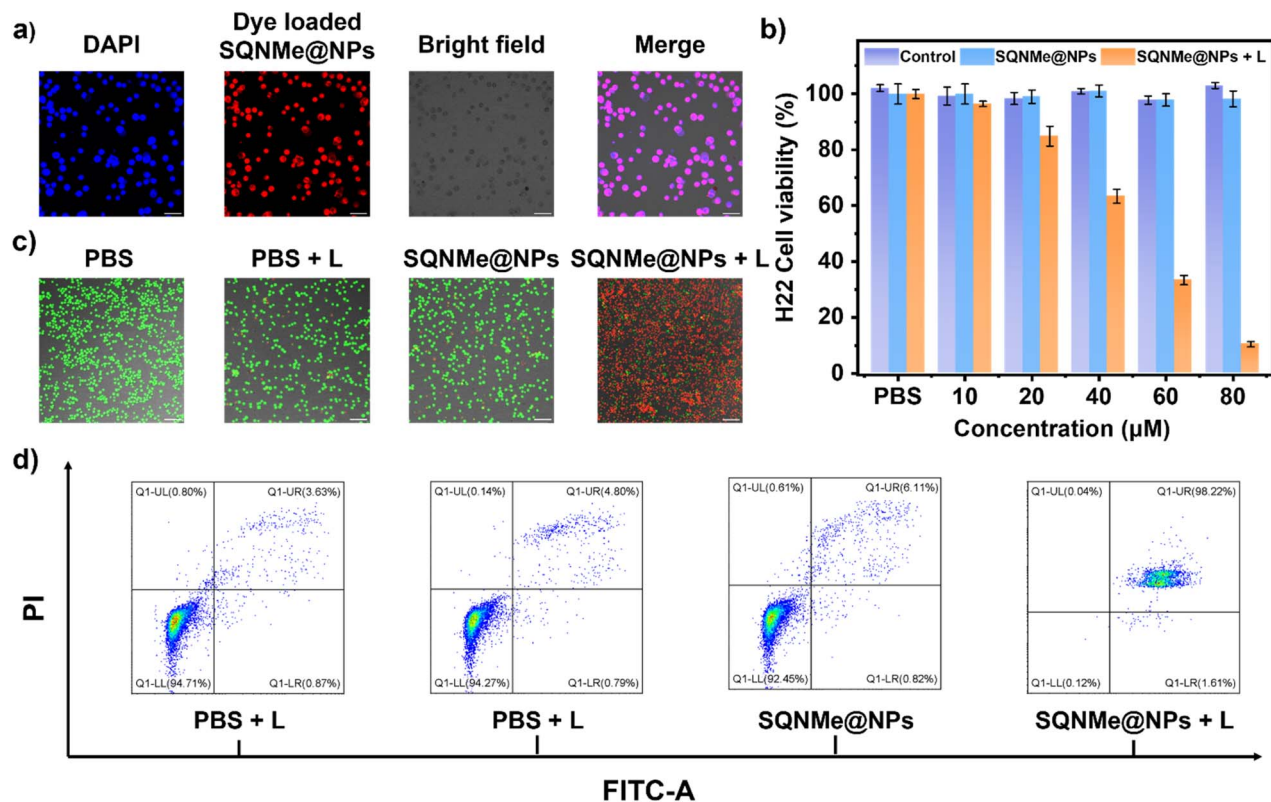 a)
DAPI
Dye loaded
SQNMe@NPs
Bright field
Merge
b)
Control
SQNMe@NPs
SQNMe@NPs + L
H22 Cell viability (%)
100
80
60
40
20
0
PBS
10
20
40
60
80
Concentration (μM)
c)
PBS
PBS + L
SQNMe@NPs
SQNMe@NPs + L
d)
PI
Q1-UL(0.80%)
Q1-UR(3.63%)
Q1-LL(94.71%)
Q1-LR(0.87%)
PBS + L
Q1-UL(0.14%)
Q1-UR(4.80%)
Q1-LL(94.27%)
Q1-LR(0.79%)
PBS + L
Q1-UL(0.61%)
Q1-UR(6.11%)
Q1-LL(92.45%)
Q1-LR(0.82%)
SQNMe@NPs
Q1-UL(0.04%)
Q1-UR(98.22%)
Q1-LL(0.12%)
Q1-LR(1.61%)
SQNMe@NPs + L
FITC-A